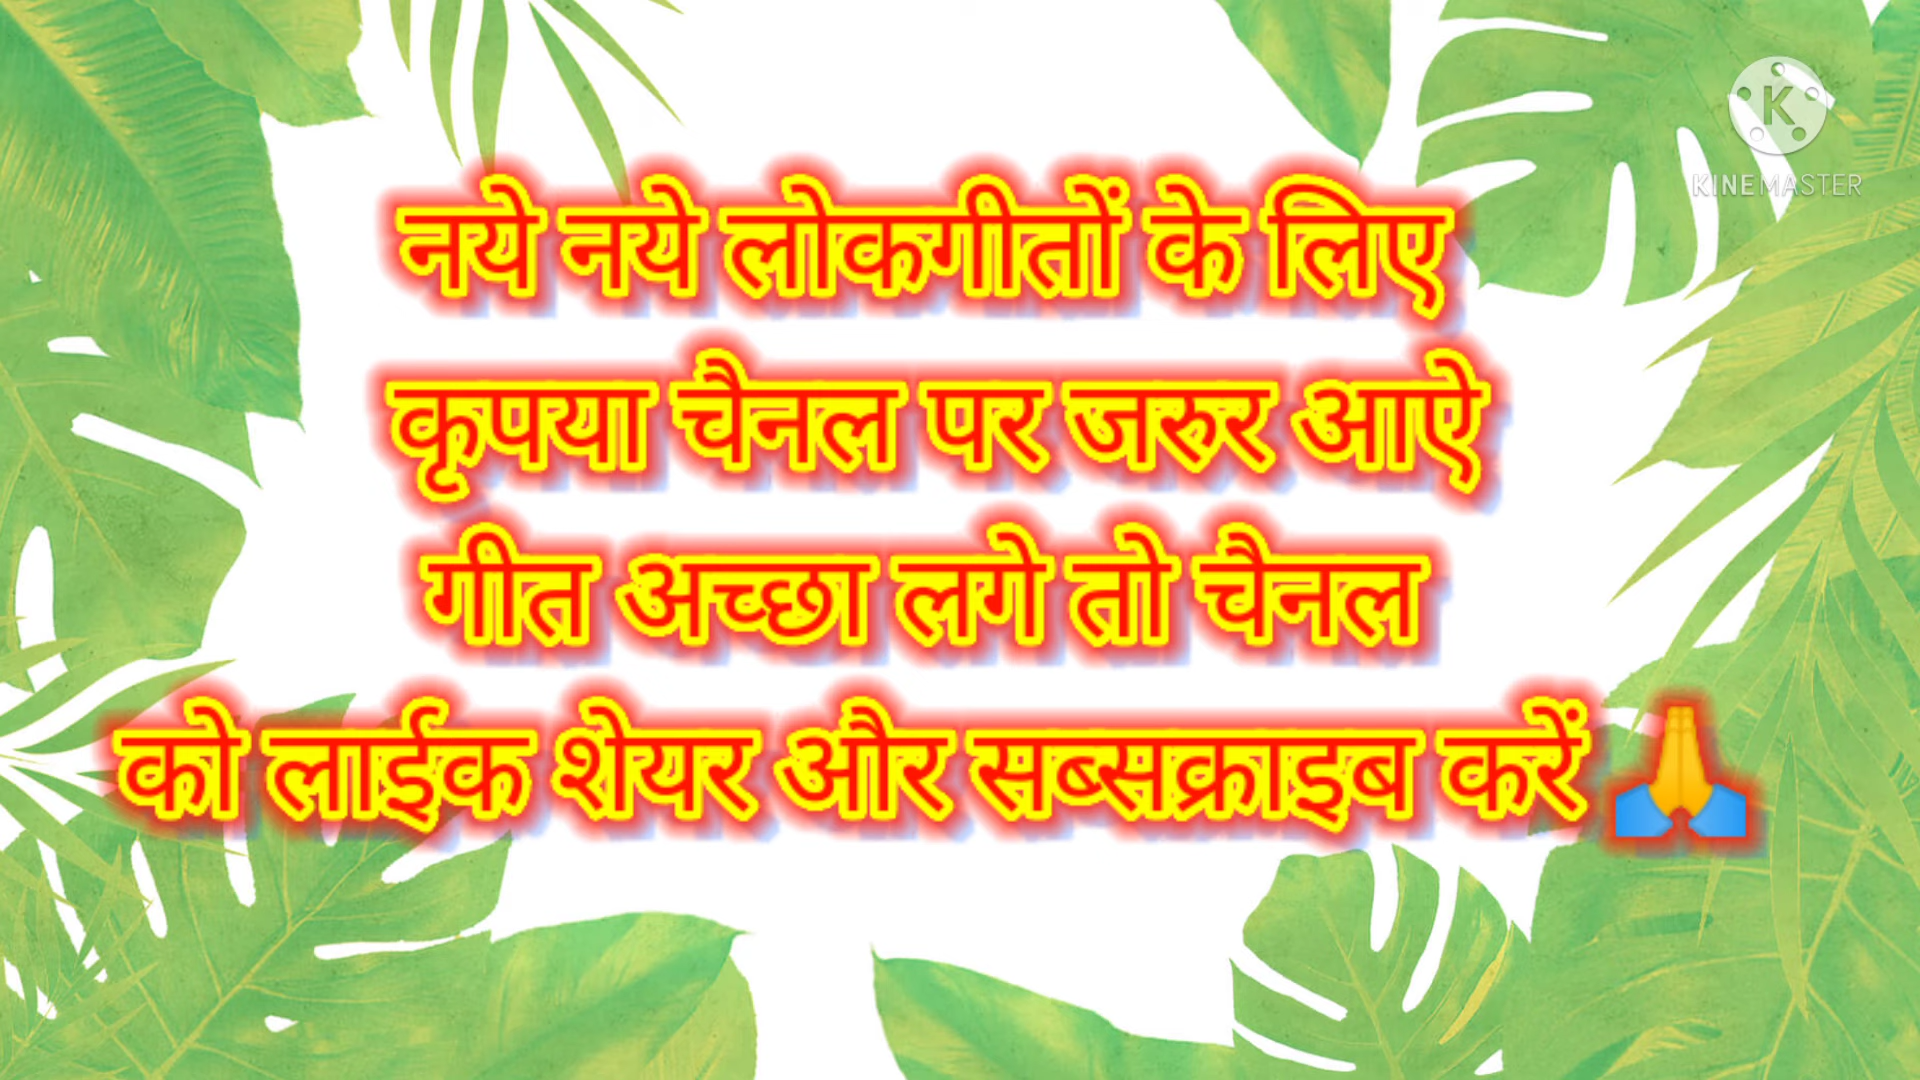 KINEMASTER
नये नये लोकगीतों के लिए
कृपया चैनल पर जरुर आऐ
गीत अच्छा लगे तो चैनल
को लाईक शेयर और सब्सक्राइब करें 🙏